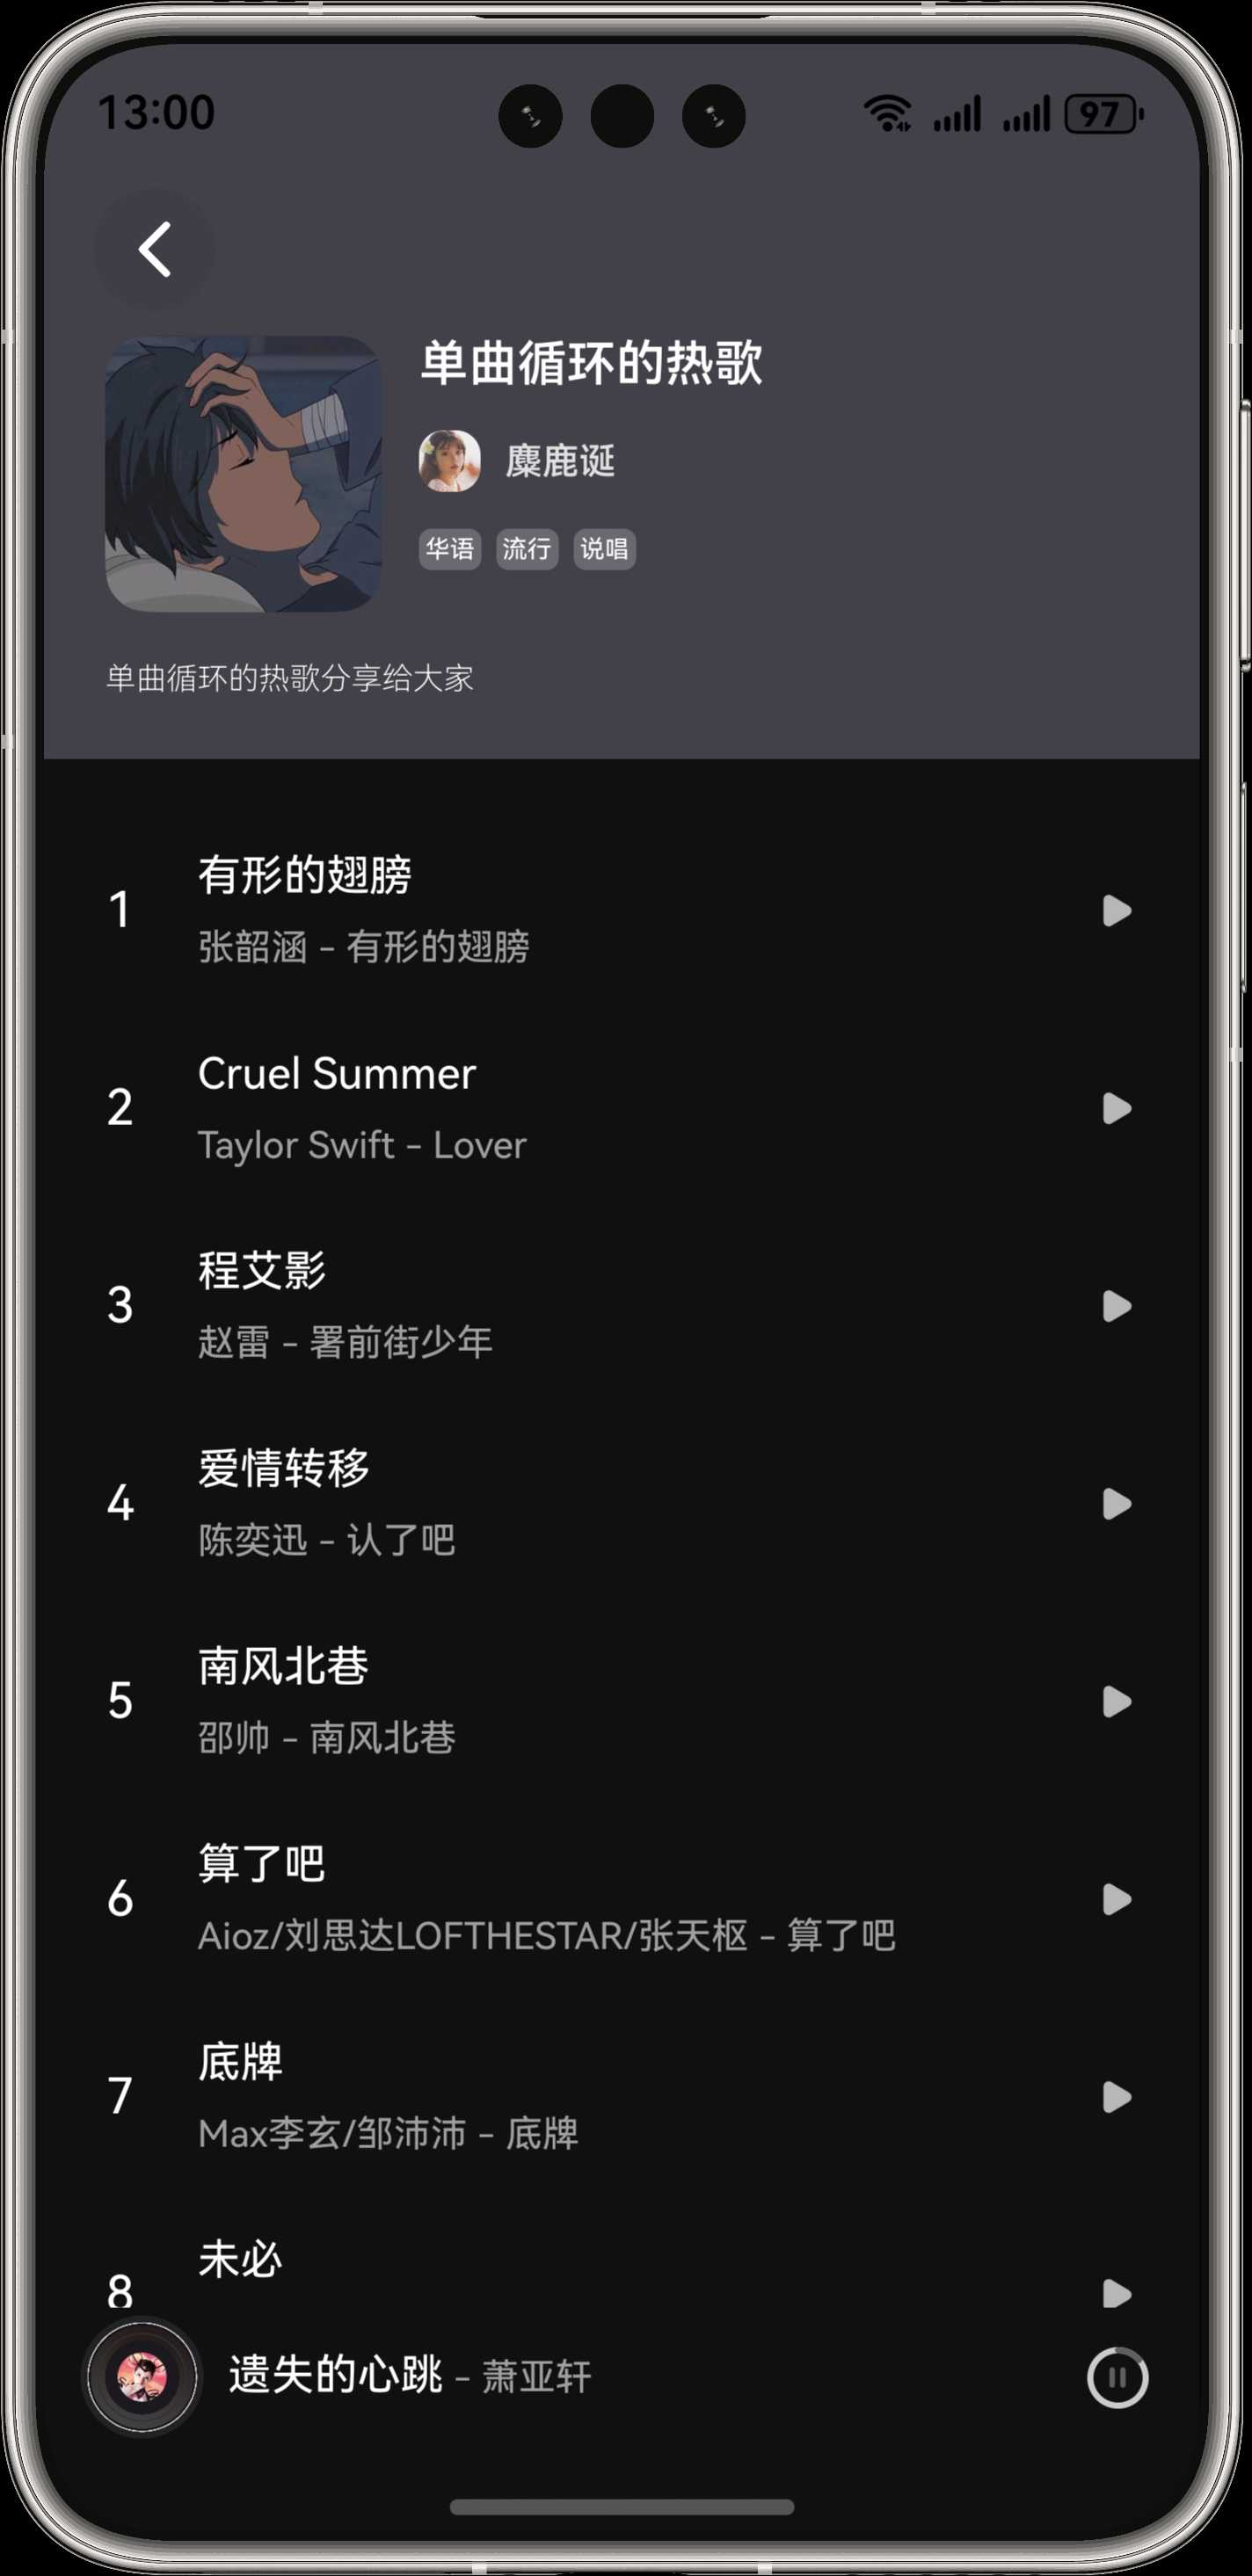 13:00
97
单曲循环的热歌
麋鹿诞
华语 流行 说唱
单曲循环的热歌分享给大家
1
有形的翅膀
张韶涵 - 有形的翅膀
2
Cruel Summer
Taylor Swift - Lover
3
程艾影
赵雷 - 署前街少年
4
爱情转移
陈奕迅 - 认了吧
5
南风北巷
邵帅 - 南风北巷
6
算了吧
Aioz/刘思达LOFTHESTAR/张天枢 - 算了吧
7
底牌
Max李玄/邹沛沛 - 底牌
8
未必
遗失的心跳 - 萧亚轩